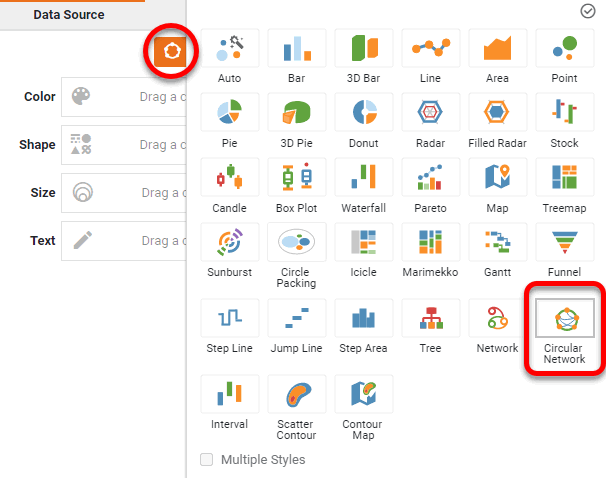 Data Source
Color
Drag a c
Shape
Drag a c
Size
Drag a c
Text
Drag a c
Auto
Bar
3D Bar
Line
Area
Point
Pie
3D Pie
Donut
Radar
Filled Radar
Stock
Candle
Box Plot
Waterfall
Pareto
Map
Treemap
Sunburst
Circle
Packing
Icicle
Marimekko
Gantt
Funnel
Step Line
Jump Line
Step Area
Tree
Network
Circular
Network
Interval
Scatter
Contour
Contour
Map
Multiple Styles